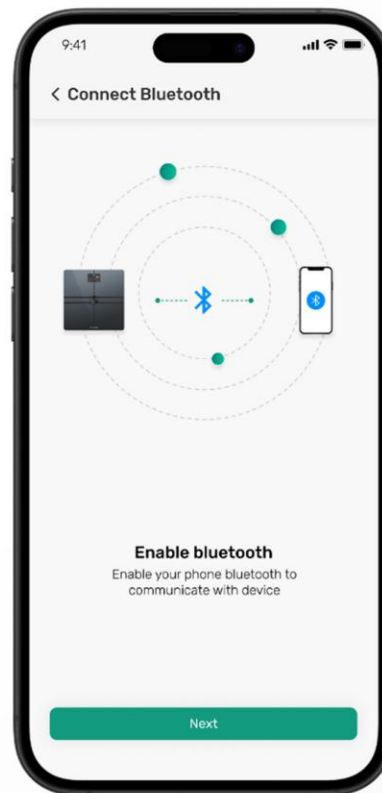 9:41
Connect Bluetooth
Enable bluetooth
Enable your phone bluetooth to
communicate with device
Next